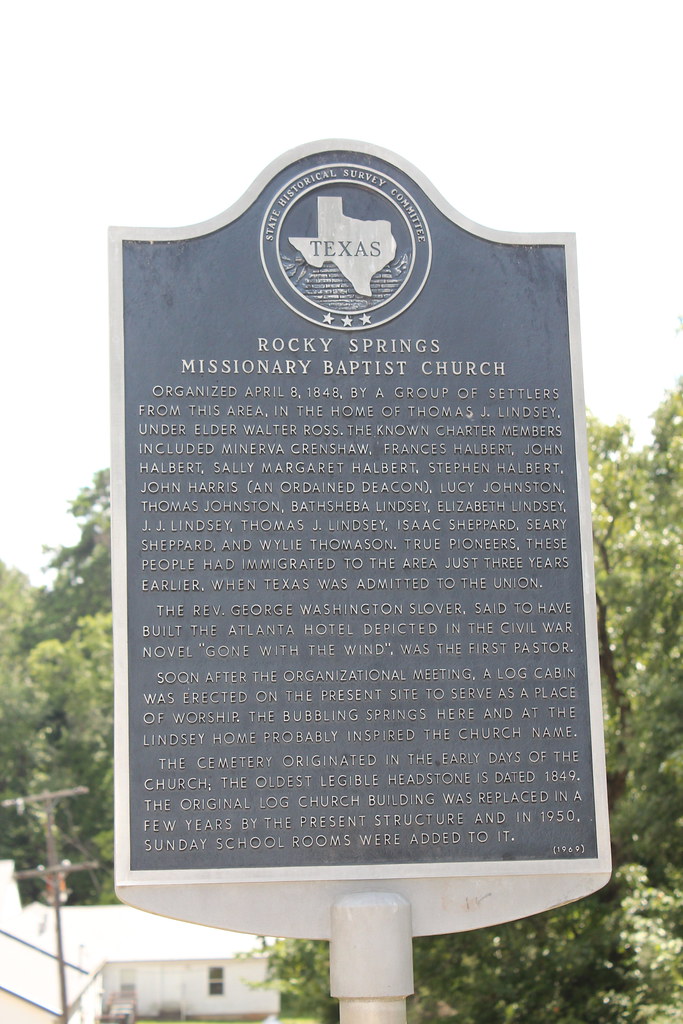 STATE HISTORICAL SURVEY COMMITTEE
TEXAS
ROCKY SPRINGS
MISSIONARY BAPTIST CHURCH
ORGANIZED APRIL 8, 1848, BY A GROUP OF SETTLERS
FROM THIS AREA, IN THE HOME OF THOMAS J. LINDSEY,
UNDER ELDER WALTER ROSS. THE KNOWN CHARTER MEMBERS
INCLUDED MINERVA CRENSHAW, FRANCES HALBERT, JOHN
HALBERT, SALLY MARGARET HALBERT, STEPHEN HALBERT,
JOHN HARRIS (AN ORDAINED DEACON), LUCY JOHNSTON,
THOMAS JOHNSTON, BATHSHEBA LINDSEY, ELIZABETH LINDSEY,
J. J. LINDSEY, THOMAS J. LINDSEY, ISAAC SHEPPARD, SEARY
SHEPPARD, AND WYLIE THOMASON. TRUE PIONEERS, THESE
PEOPLE HAD IMMIGRATED TO THE AREA JUST THREE YEARS
EARLIER, WHEN TEXAS WAS ADMITTED TO THE UNION.
THE REV. GEORGE WASHINGTON SLOVER, SAID TO HAVE
BUILT THE ATLANTA HOTEL DEPICTED IN THE CIVIL WAR
NOVEL "GONE WITH THE WIND", WAS THE FIRST PASTOR.
SOON AFTER THE ORGANIZATIONAL MEETING, A LOG CABIN
WAS ERECTED ON THE PRESENT SITE TO SERVE AS A PLACE
OF WORSHIP. THE BUBBLING SPRINGS HERE AND AT THE
LINDSEY HOME PROBABLY INSPIRED THE CHURCH NAME.
THE CEMETERY ORIGINATED IN THE EARLY DAYS OF THE
CHURCH; THE OLDEST LEGIBLE HEADSTONE IS DATED 1849.
THE ORIGINAL LOG CHURCH BUILDING WAS REPLACED IN A
FEW YEARS BY THE PRESENT STRUCTURE AND IN 1950,
SUNDAY SCHOOL ROOMS WERE ADDED TO IT.
(1969)